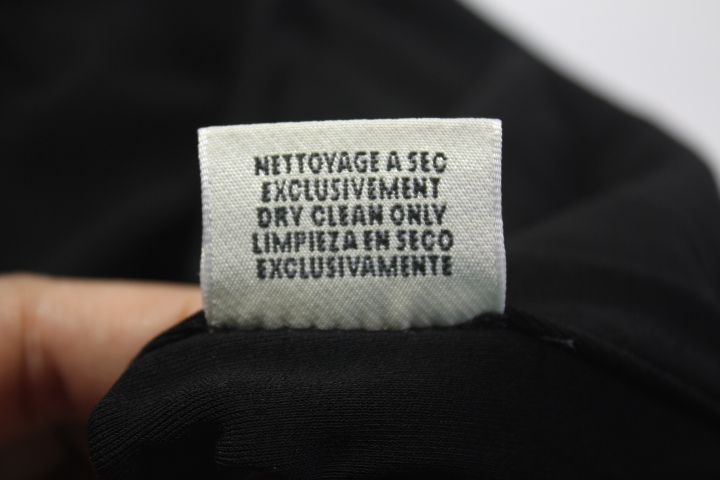 NETTOYAGE A SEC
EXCLUSIVEMENT
DRY CLEAN ONLY
LIMPIEZA EN SECO
EXCLUSIVAMENTE